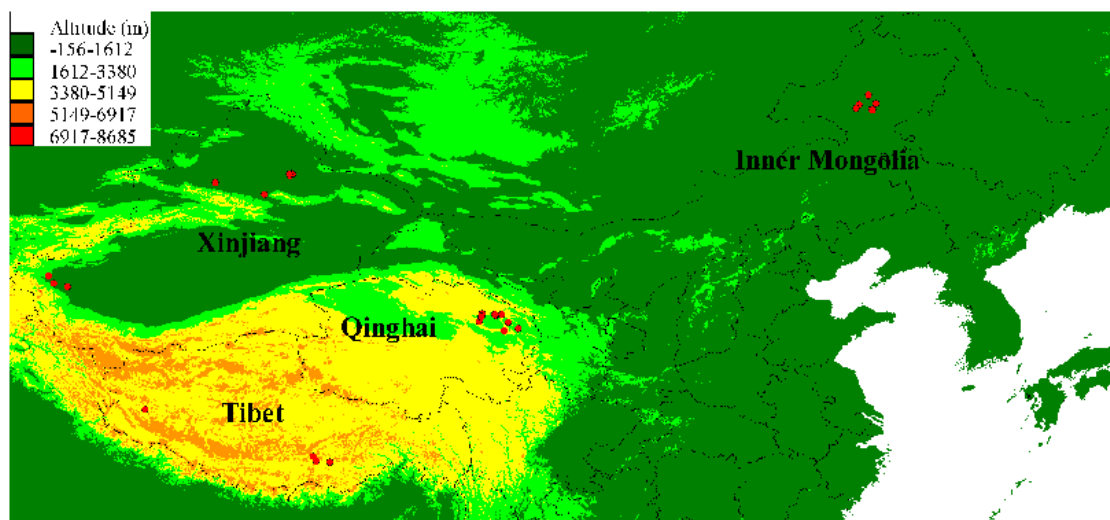 Altitude (m)
-156-1612
1612-3380
3380-5149
5149-6917
6917-8685
Inner Mongolia
Xinjiang
Qinghai
Tibet